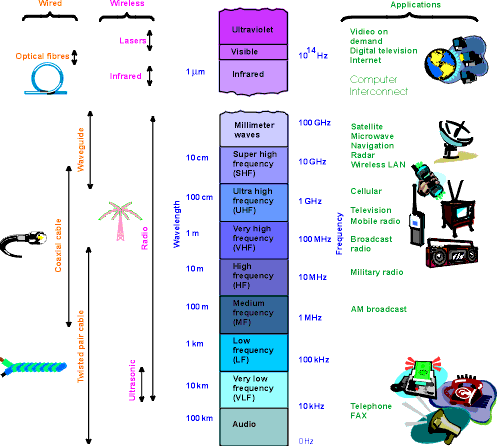 Wired
Wireless
Applications
Lasers
Optical fibres
Infrared
Waveguide
Coaxial cable
Twisted pair cable
Radio
Ultrasonic
Wavelength
1 μm
10 cm
100 cm
1 m
10 m
100 m
1 km
10 km
100 km
Ultraviolet
Visible
Infrared
Millimeter
waves
Super high
frequency
(SHF)
Ultra high
frequency
(UHF)
Very high
frequency
(VHF)
High
frequency
(HF)
Medium
frequency
(MF)
Low
frequency
(LF)
Very low
frequency
(VLF)
Audio
10¹⁴Hz
100 GHz
10 GHz
1 GHz
100 MHz
10 MHz
1 MHz
100 kHz
10 kHz
0 Hz
Frequency
Video on
demand
Digital television
Internet
Computer
Interconnect
Satellite
Microwave
Navigation
Radar
Wireless LAN
Cellular
Television
Mobile radio
Broadcast
radio
Military radio
AM broadcast
Telephone
FAX